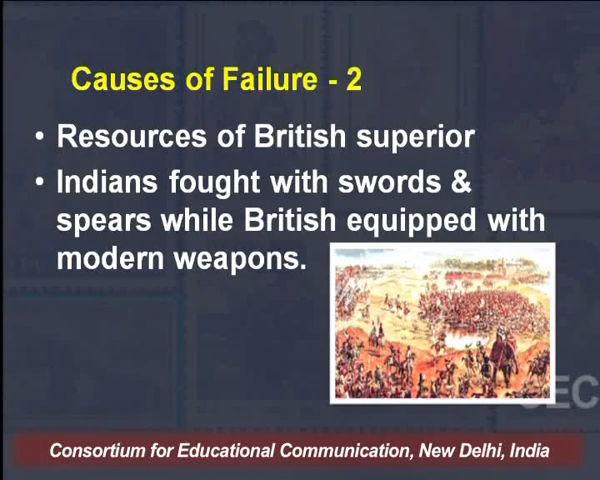 Causes of Failure - 2
• Resources of British superior
• Indians fought with swords &
spears while British equipped with
modern weapons.
CEC
Consortium for Educational Communication, New Delhi, India